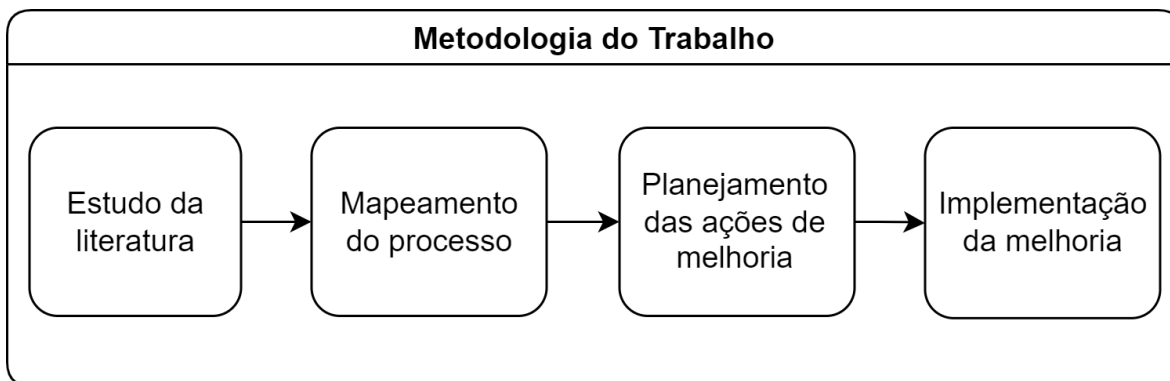 Metodologia do Trabalho
Estudo da
literatura
Mapeamento
do processo
Planejamento
das ações de
melhoria
Implementação
da melhoria